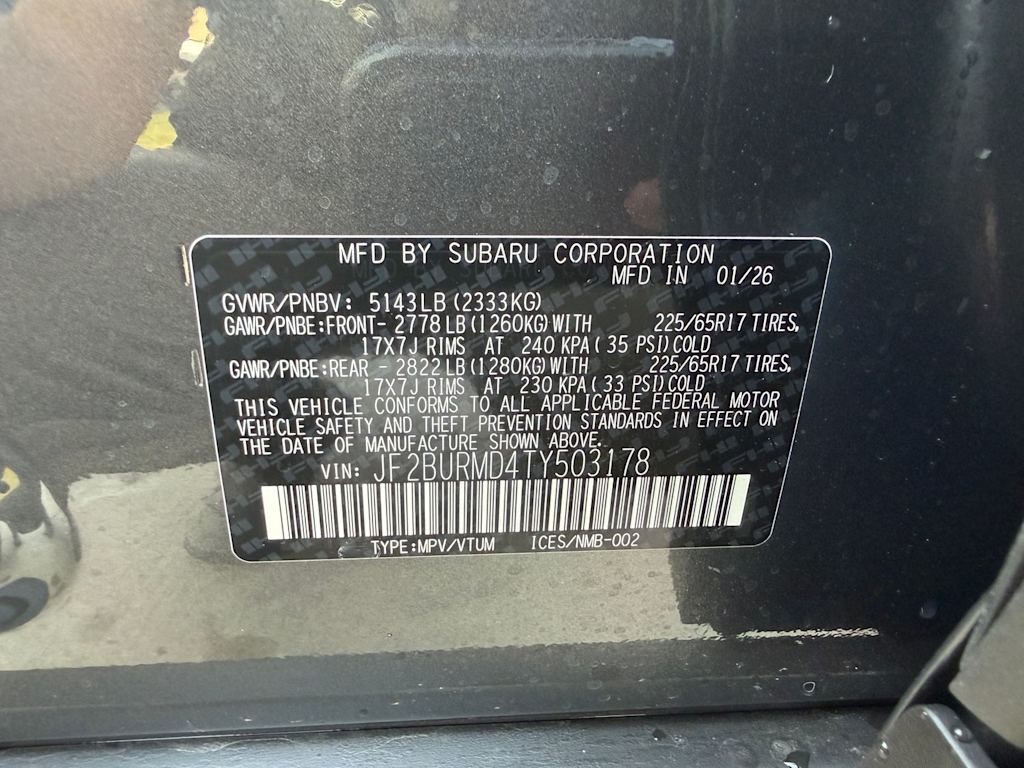 MFD BY SUBARU CORPORATION
MFD IN 01/26
GVWR/PNBV: 5143LB (2333KG)
GAWR/PNBE:FRONT- 2778 LB (1260KG) WITH 225/65R17 TIRES,
17X7J RIMS AT 240 KPA ( 35 PSI) COLD
GAWR/PNBE:REAR - 2822 LB (1280KG) WITH 225/65R17 TIRES,
17X7J RIMS AT 230 KPA ( 33 PSI) COLD
THIS VEHICLE CONFORMS TO ALL APPLICABLE FEDERAL MOTOR
VEHICLE SAFETY AND THEFT PREVENTION STANDARDS IN EFFECT ON
THE DATE OF MANUFACTURE SHOWN ABOVE.
VIN: JF2BURMD4TY503178
TYPE:MPV/VTUM ICES/NMB-002